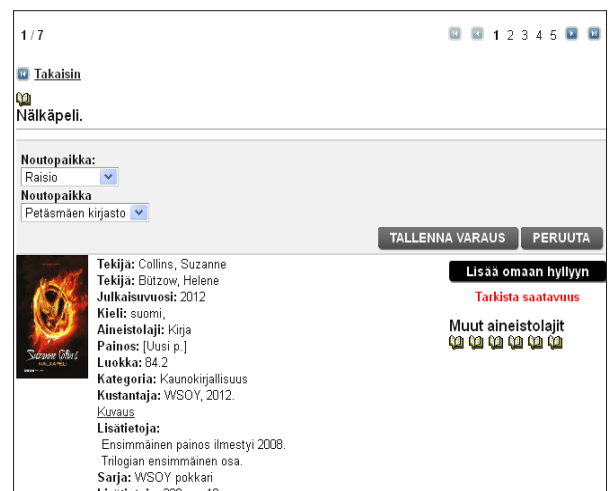 1 / 7
1 2 3 4 5
Takaisin
Nälkäpeli.
Noutopaikka:
Raisio
Noutopaikka
Petäsmäen kirjasto
TALLENNA VARAUS PERUUTA
Tekijä: Collins, Suzanne
Tekijä: Bützow, Helene
Julkaisuvuosi: 2012
Kieli: suomi,
Aineistolaji: Kirja
Painos: [Uusi p.]
Luokka: 84.2
Kategoria: Kaunokirjallisuus
Kustantaja: WSOY, 2012.
Kuvaus
Lisätietoja:
Ensimmäinen painos ilmestyi 2008.
Trilogian ensimmäinen osa.
Sarja: WSOY pokkari
Lisää omaan hyllyyn
Tarkista saatavuus
Muut aineistolajit
Suzanne Collins
NÄLKÄPELI